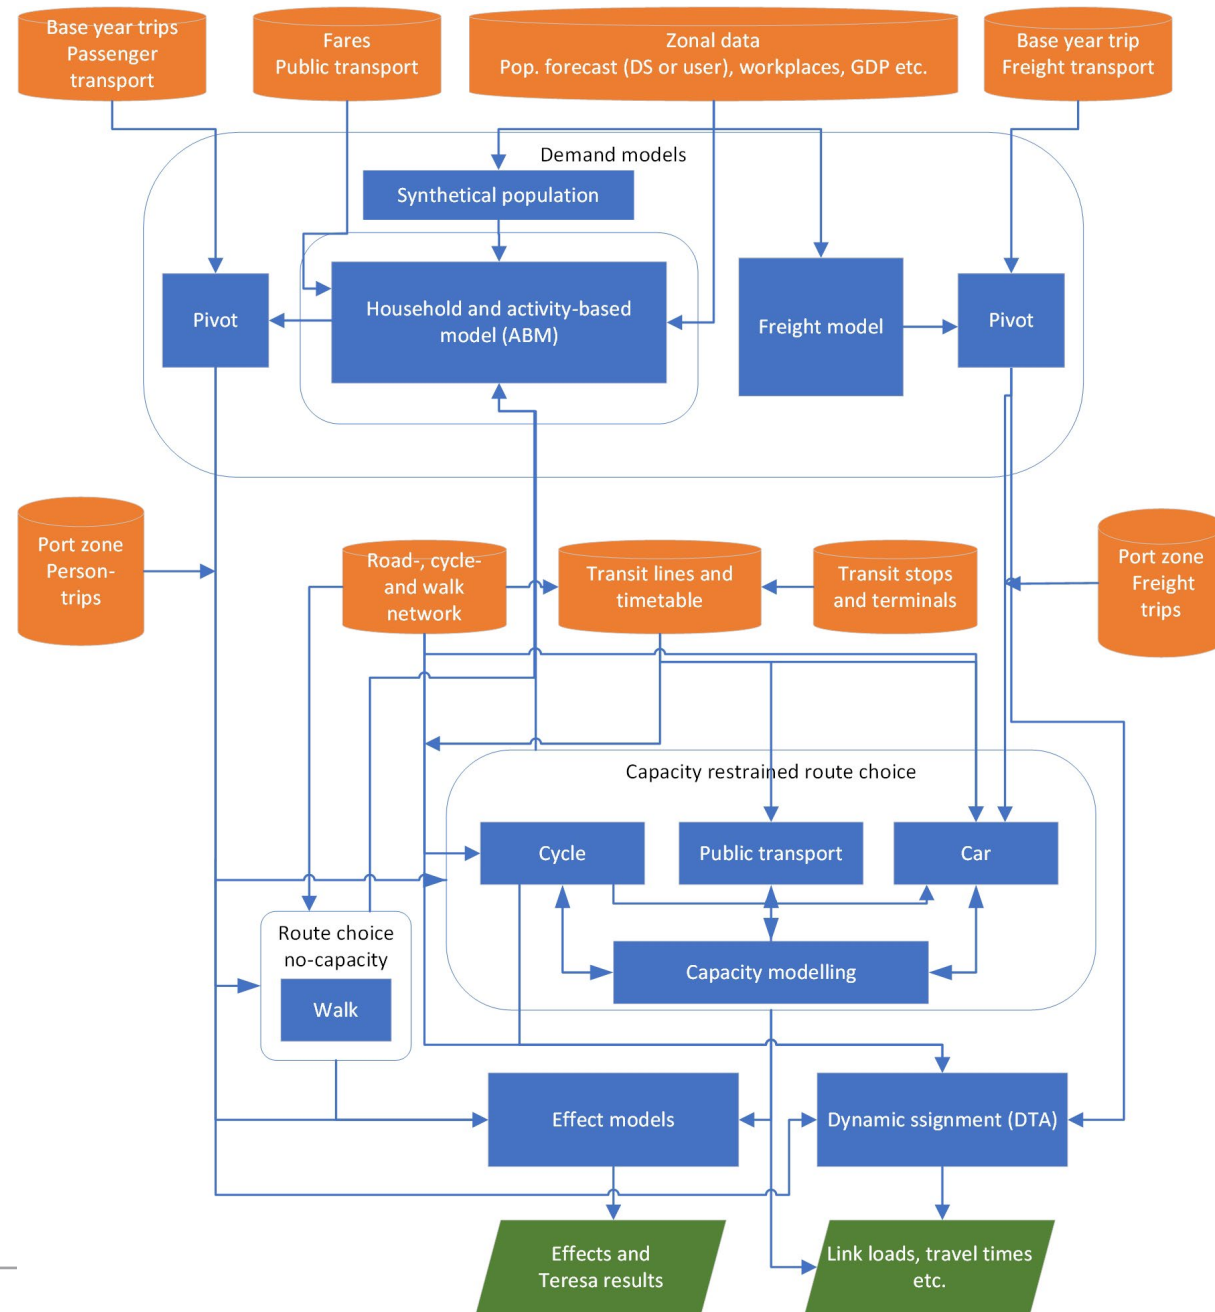 Base year trips
Passenger
transport
Fares
Public transport
Zonal data
Pop. forecast (DS or user), workplaces, GDP etc.
Base year trip
Freight transport
Demand models
Synthetical population
Pivot
Household and activity-based
model (ABM)
Freight model
Pivot
Port zone
Person-
trips
Road-, cycle-
and walk
network
Transit lines and
timetable
Transit stops
and terminals
Port zone
Freight
trips
Capacity restrained route choice
Cycle
Public transport
Car
Route choice
no-capacity
Walk
Capacity modelling
Effect models
Dynamic ssignment (DTA)
Effects and
Teresa results
Link loads, travel times
etc.